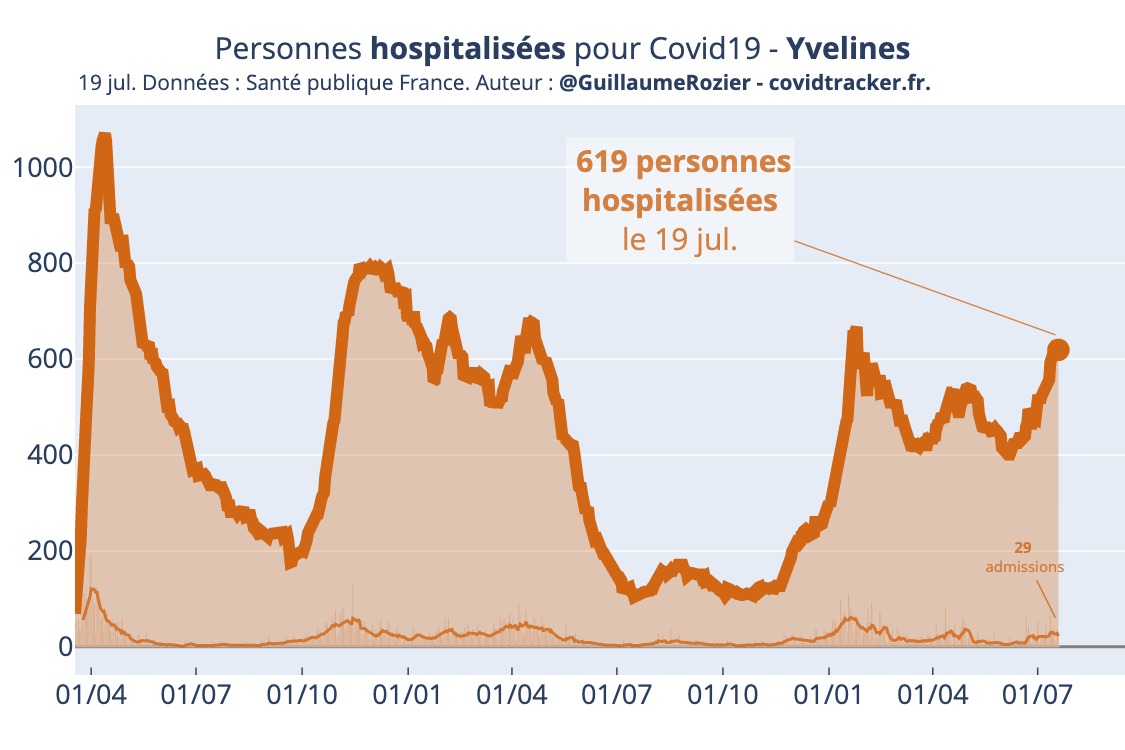 Personnes hospitalisées pour Covid19 - Yvelines
19 jul. Données : Santé publique France. Auteur : @GuillaumeRozier - covidtracker.fr.
619 personnes
hospitalisées
le 19 jul.
1000
800
600
400
200
0
29
admissions
01/04 01/07 01/10 01/01 01/04 01/07 01/10 01/01 01/04 01/07